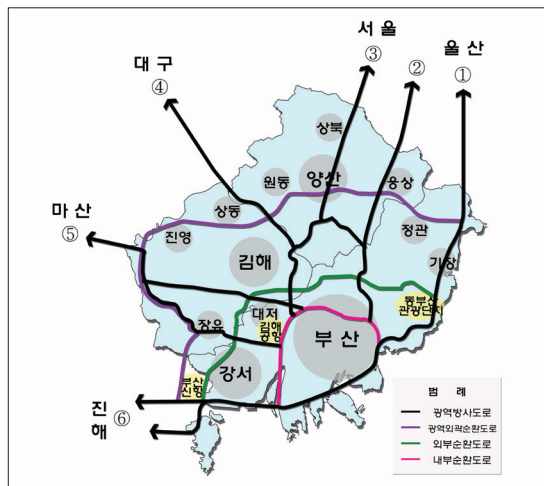 서 울
③
울 산
①
②
대 구
④
상북
원동
양산
웅상
상동
마 산
⑤
진영
정관
김해
기장
대저
김해
공항
동부산
관광단지
장유
부 산
강서
부산
신항
진
해
⑥
범 례
광역방사도로
광역외곽순환도로
외부순환도로
내부순환도로